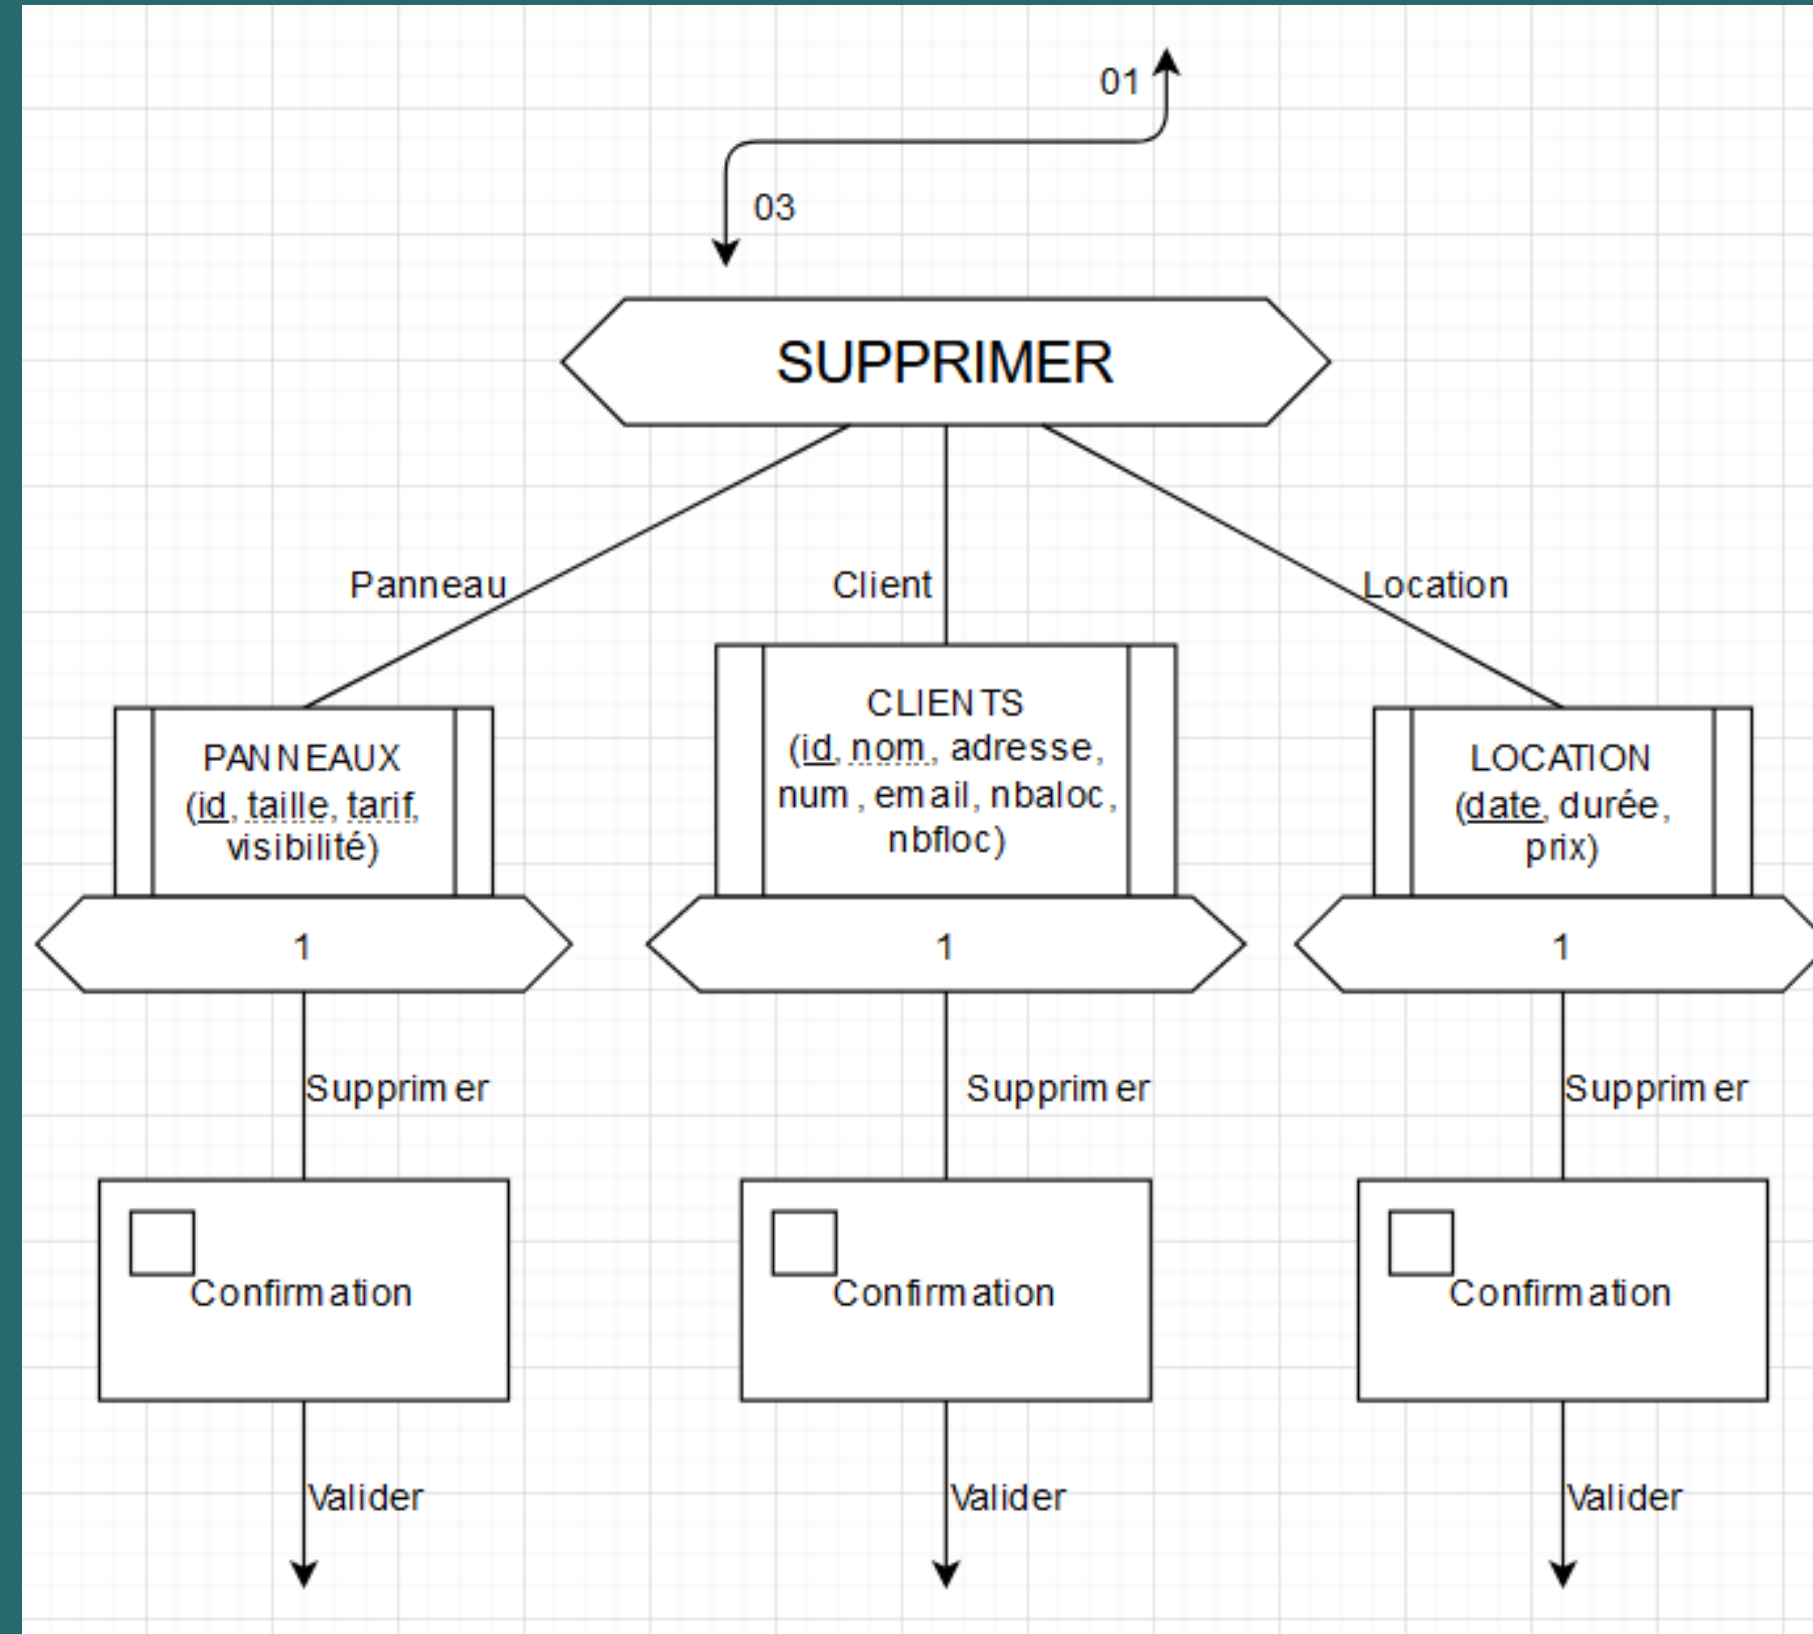 01
03
SUPPRIMER
Panneau
Client
Location
PANNEAUX
(id, taille, tarif,
visibilité)
CLIENTS
(id, nom, adresse,
num, email, nbaloc,
nbfloc)
LOCATION
(date, durée,
prix)
1
1
1
Supprimer
Supprimer
Supprimer
Confirmation
Confirmation
Confirmation
Valider
Valider
Valider